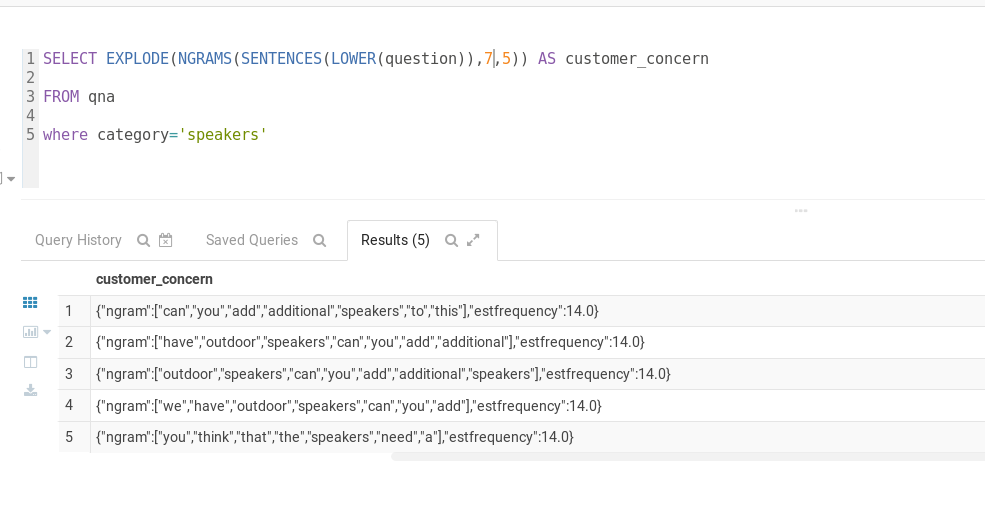 1 SELECT EXPLODE(NGRAMS(SENTENCES(LOWER(question)),7,5)) AS customer_concern
2
3 FROM qna
4
5 where category='speakers'
Query History Saved Queries Results (5)
customer_concern
1 {"ngram":["can","you","add","additional","speakers","to","this"],"estfrequency":14.0}
2 {"ngram":["have","outdoor","speakers","can","you","add","additional"],"estfrequency":14.0}
3 {"ngram":["outdoor","speakers","can","you","add","additional","speakers"],"estfrequency":14.0}
4 {"ngram":["we","have","outdoor","speakers","can","you","add"],"estfrequency":14.0}
5 {"ngram":["you","think","that","the","speakers","need","a"],"estfrequency":14.0}